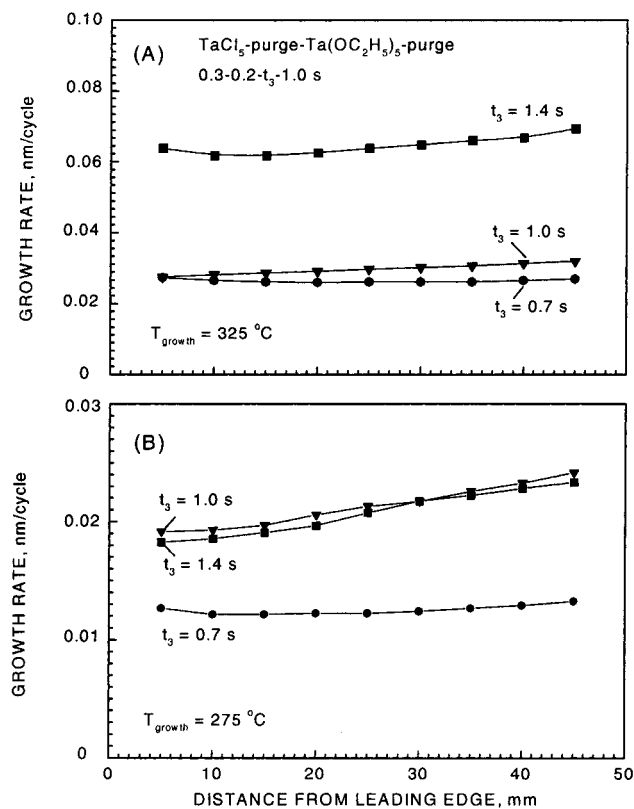 0.10
(A)
TaCl5-purge-Ta(OC2H5)5-purge
0.3-0.2-t3-1.0 s
0.08
t3 = 1.4 s
0.06
GROWTH RATE, nm/cycle
0.04
t3 = 1.0 s
0.02
t3 = 0.7 s
Tgrowth = 325 °C
0
0.03
(B)
t3 = 1.0 s
0.02
t3 = 1.4 s
GROWTH RATE, nm/cycle
0.01
t3 = 0.7 s
Tgrowth = 275 °C
0
0 10 20 30 40 50
DISTANCE FROM LEADING EDGE, mm